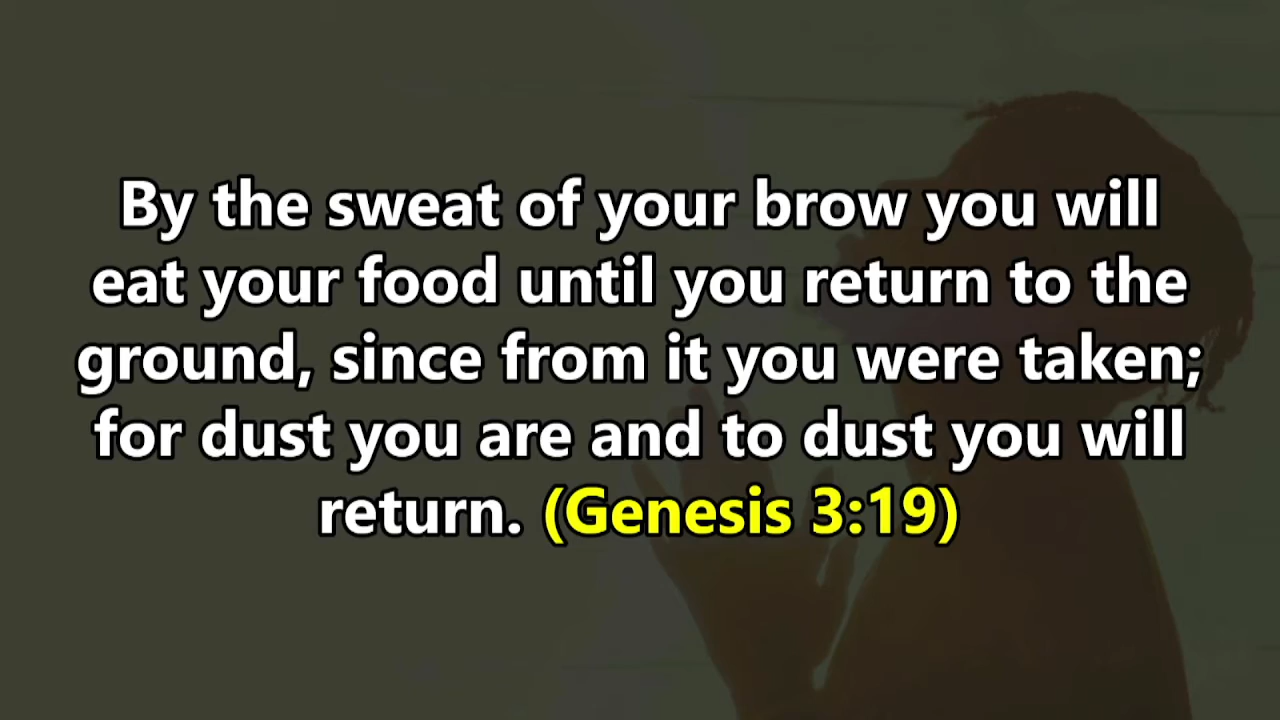 By the sweat of your brow you will
eat your food until you return to the
ground, since from it you were taken;
for dust you are and to dust you will
return. (Genesis 3:19)